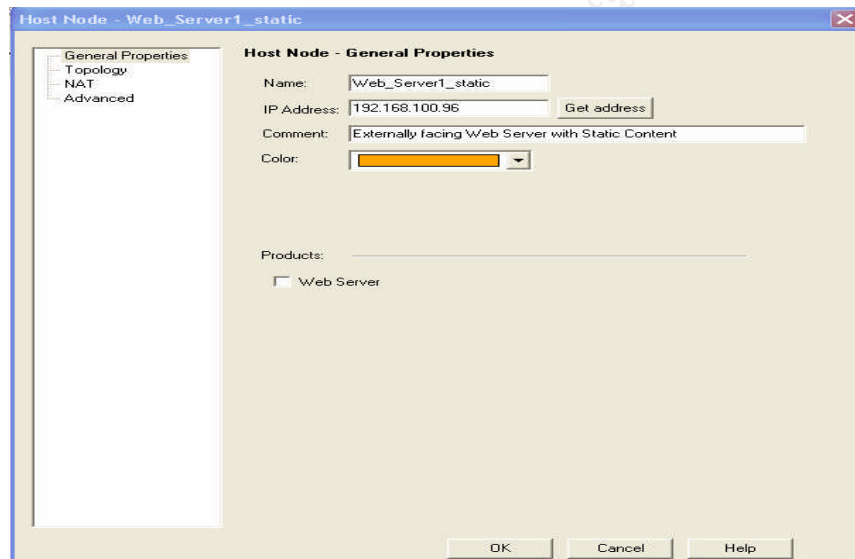 Host Node - Web_Server1_static
General Properties
Topology
NAT
Advanced
Host Node - General Properties
Name: Web_Server1_static
IP Address: 192.168.100.96 Get address
Comment: Externally facing Web Server with Static Content
Color:
Products:
Web Server
OK Cancel Help